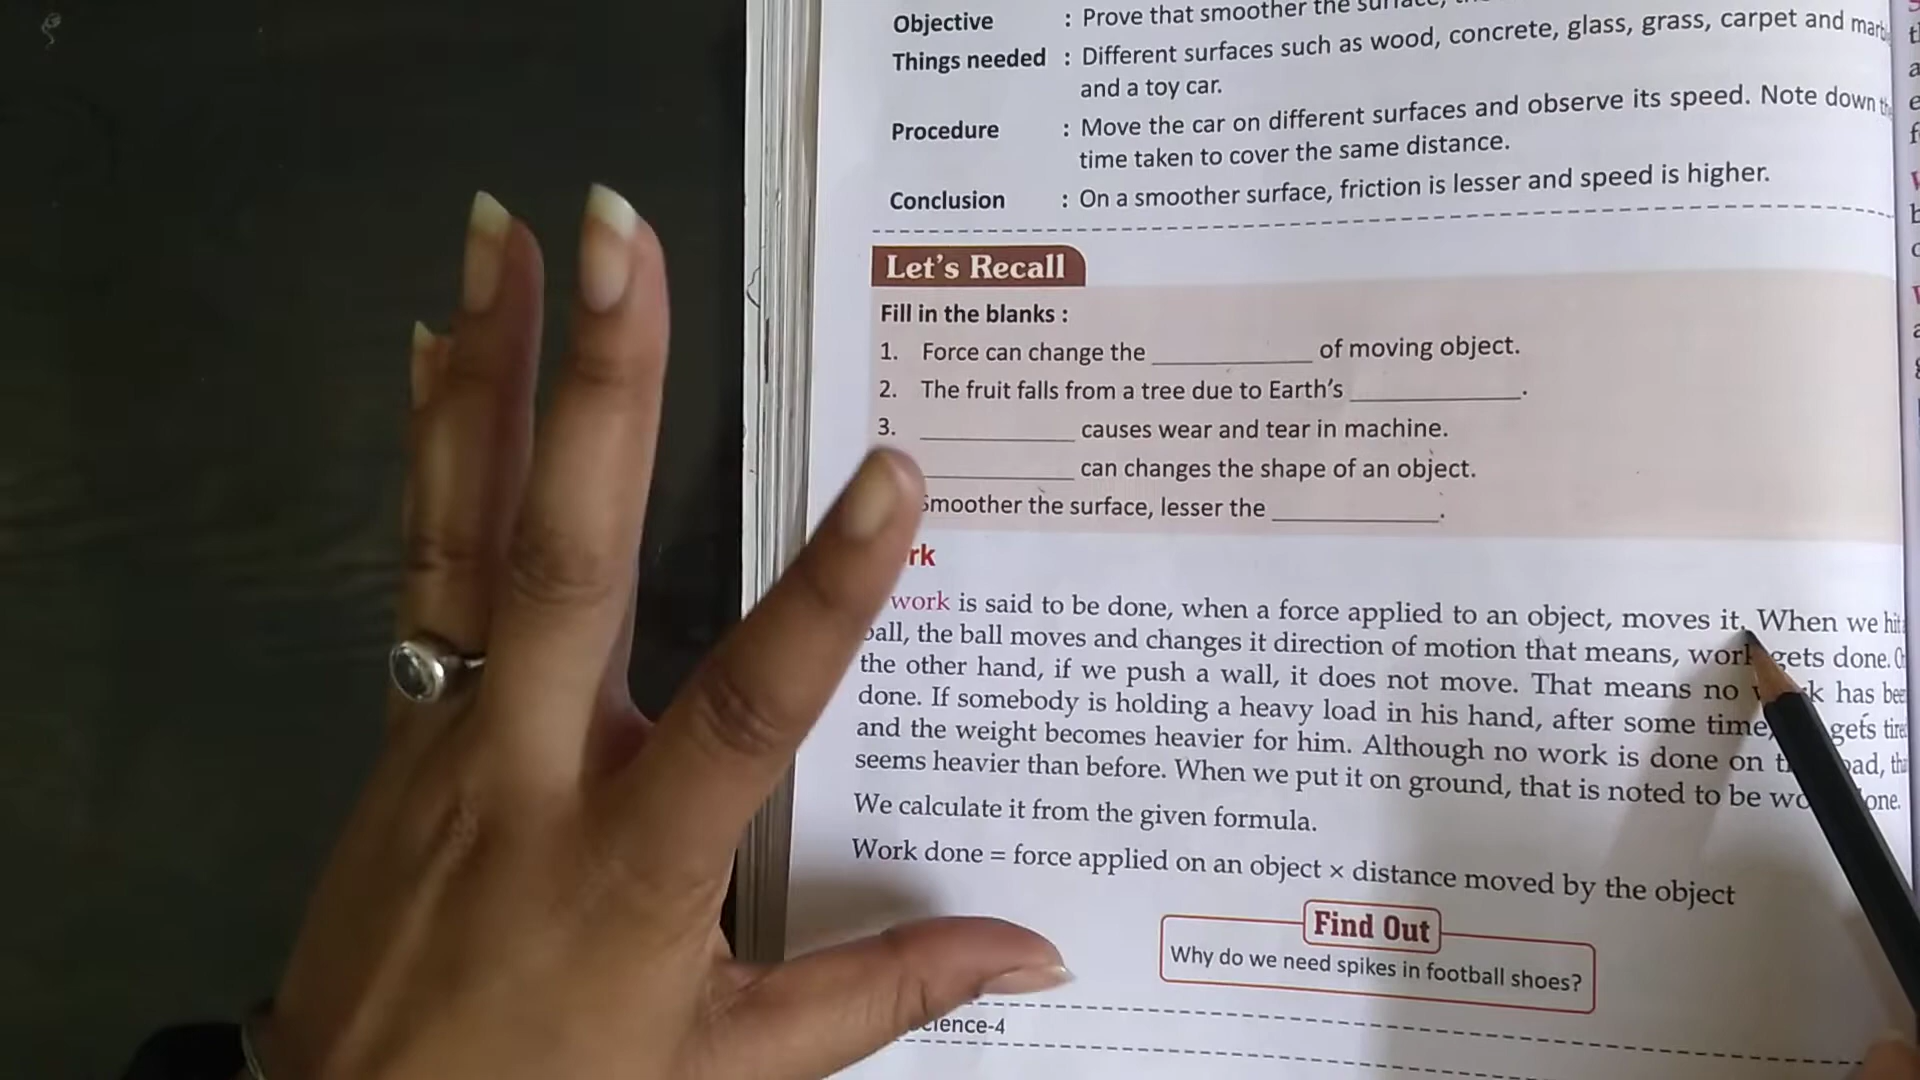 Objective : Prove that smoother the surface,
Things needed : Different surfaces such as wood, concrete, glass, grass, carpet and
and a toy car.
Procedure : Move the car on different surfaces and observe its speed. Note down
time taken to cover the same distance.
Conclusion : On a smoother surface, friction is lesser and speed is higher.
Let's Recall
Fill in the blanks :
1. Force can change the ____________ of moving object.
2. The fruit falls from a tree due to Earth's ____________.
3. ____________ causes wear and tear in machine.
____________ can changes the shape of an object.
Smoother the surface, lesser the ____________.
rk
work is said to be done, when a force applied to an object, moves it. When we hit
ball, the ball moves and changes it direction of motion that means, work gets done.
the other hand, if we push a wall, it does not move. That means no has
done. If somebody is holding a heavy load in his hand, after some time, gets
and the weight becomes heavier for him. Although no work is done on
seems heavier than before. When we put it on ground, that is noted to be
We calculate it from the given formula.
Work done = force applied on an object × distance moved by the object
Find Out
Why do we need spikes in football shoes?
cience-4